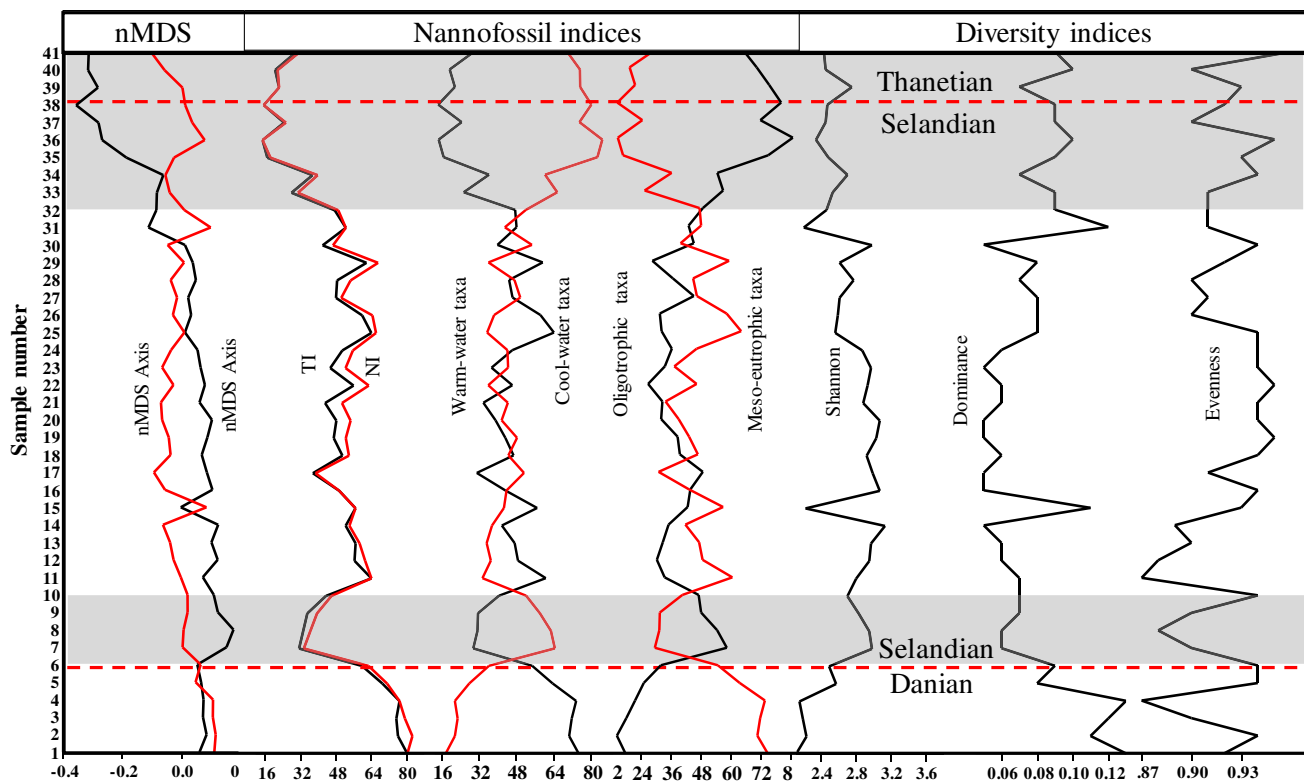 nMDS Nannofossil indices Diversity indices
41
40
39
38
37
36
35
34
33
32
31
30
29
28
27
26
25
24
23
22
21
20
19
18
17
16
15
14
13
12
11
10
9
8
7
6
5
4
3
2
1
Sample number
Thanetian
Selandian
Selandian
Danian
nMDS Axis
nMDS Axis
TI
NI
Warm-water taxa
Cool-water taxa
Oligotrophic taxa
Meso-eutrophic taxa
Shannon
Dominance
Evenness
-0.4 -0.2 0.0 0 16 32 48 64 80 16 32 48 64 80 2 24 36 48 60 72 8 2.4 2.8 3.2 3.6 0.06 0.08 0.10 0.12 .87 0.90 0.93